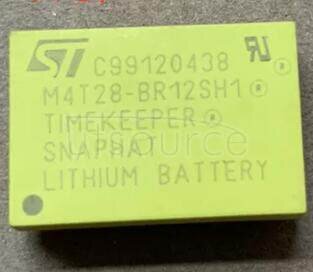 ST C99120438
M4T28-BR12SH1®
TIMEKEEPER®
SNAPHAT
LITHIUM BATTERY